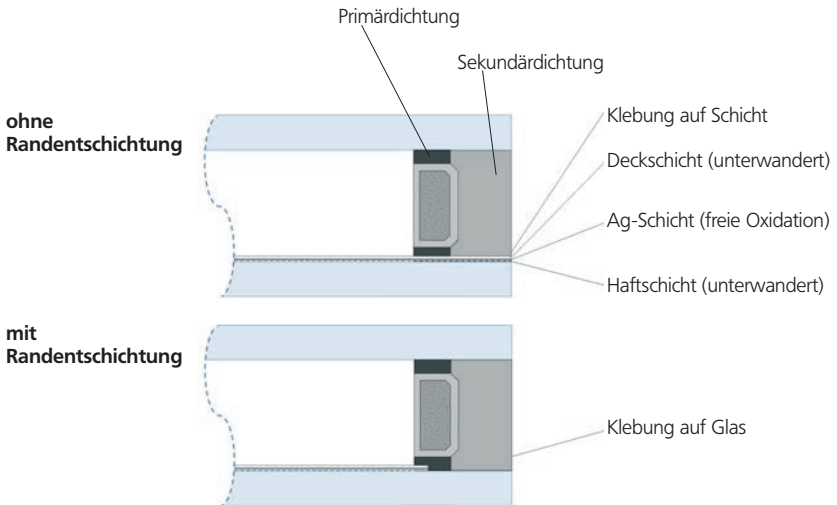 Primärdichtung
Sekundärdichtung
ohne
Randentschichtung
Klebung auf Schicht
Deckschicht (unterwandert)
Ag-Schicht (freie Oxidation)
Haftschicht (unterwandert)
mit
Randentschichtung
Klebung auf Glas